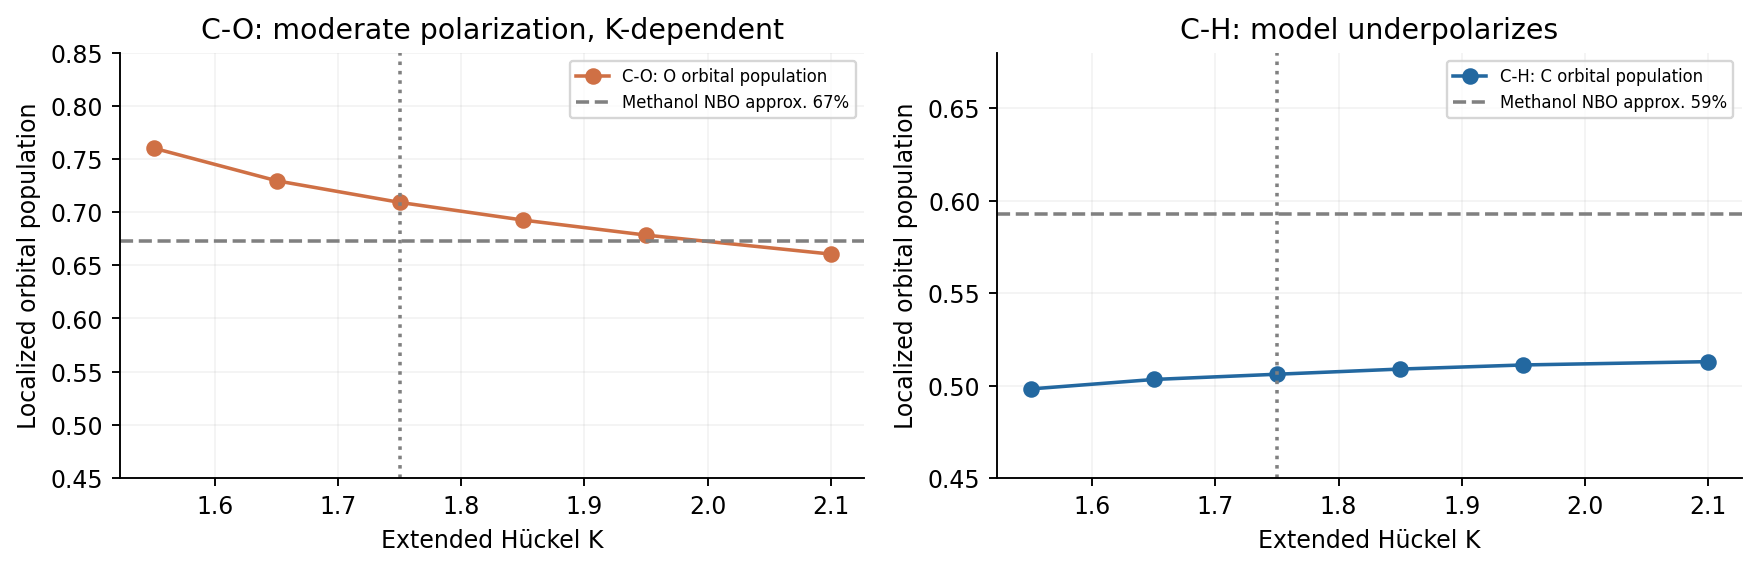 C-O: moderate polarization, K-dependent
0.85
0.80
0.75
0.70
0.65
0.60
0.55
0.50
0.45
Localized orbital population
C-O: O orbital population
Methanol NBO approx. 67%
1.6
1.7
1.8
1.9
2.0
2.1
Extended Hückel K
C-H: model underpolarizes
0.65
0.60
0.55
0.50
0.45
Localized orbital population
C-H: C orbital population
Methanol NBO approx. 59%
1.6
1.7
1.8
1.9
2.0
2.1
Extended Hückel K